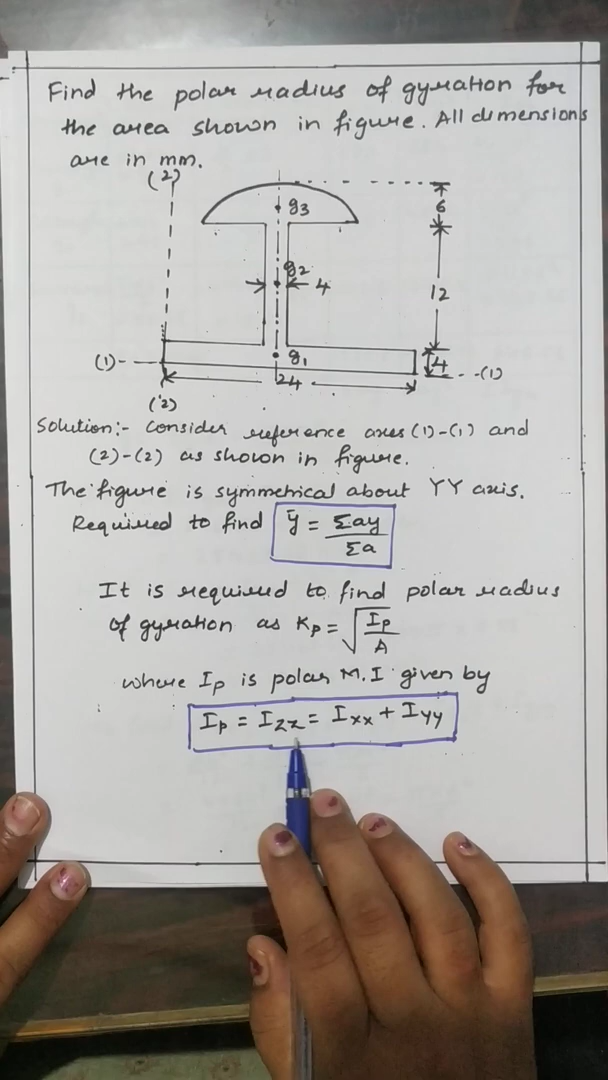 Find the polar radius of gyration for
the area shown in figure. All dimensions
are in mm.
(2)
g3
6
g2
4
12
(1)-
g1
4
--(1)
24
(2)
Solution:- Consider reference axes (1)-(1) and
(2)-(2) as shown in figure.
The figure is symmetrical about YY axis.
Required to find ȳ = Σay / Σa
It is required to find polar radius
of gyration as Kp = √(Ip / A)
where Ip is polar M.I given by
Ip = Izz = Ixx + Iyy